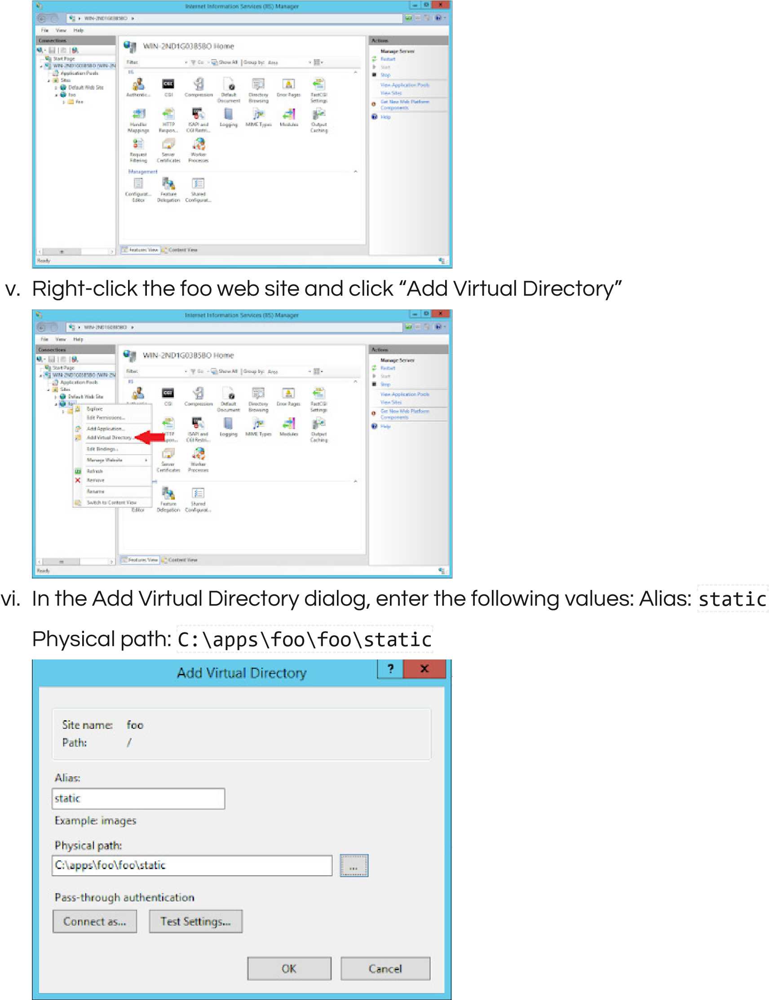 Internet Information Services (IIS) Manager
WIN-2ND1G03B5BO
File View Help
Connections
Start Page
WIN-2ND1G03B5BO (WIN-2N
Application Pools
Sites
Default Web Site
foo
foo
WIN-2ND1G03B5BO Home
Filter: Go Show All Group by: Area
IIS
Authentic... CGI Compression Default Document Directory Browsing Error Pages FastCGI Settings
Handler Mappings HTTP Respon... ISAPI and CGI Restri... Logging MIME Types Modules Output Caching
Request Filtering Server Certificates Worker Processes
Management
Configurat... Editor Feature Delegation Shared Configurat...
Features View Content View
Actions
Manage Server
Restart
Start
Stop
View Application Pools
View Sites
Get New Web Platform
Components
Help
Ready
v. Right-click the foo web site and click “Add Virtual Directory”
Internet Information Services (IIS) Manager
WIN-2ND1G03B5BO
File View Help
Connections
Start Page
WIN-2ND1G03B5BO (WIN-2N
Application Pools
Sites
Default Web Site
foo
Explore
Edit Permissions...
Add Application...
Add Virtual Directory...
Edit Bindings...
Manage Website
Refresh
Remove
Rename
Switch to Content View
WIN-2ND1G03B5BO Home
Filter: Go Show All Group by: Area
IIS
CGI Compression Default Document Directory Browsing Error Pages FastCGI Settings
HTTP ISAPI and CGI Restri... Logging MIME Types Modules Output Caching
Server Certificates Worker Processes
Editor Feature Delegation Shared Configurat...
Features View Content View
Actions
Manage Server
Restart
Start
Stop
View Application Pools
View Sites
Get New Web Platform
Components
Help
Ready
vi. In the Add Virtual Directory dialog, enter the following values: Alias: static
Physical path: C:\apps\foo\foo\static
Add Virtual Directory
? x
Site name: foo
Path: /
Alias:
static
Example: images
Physical path:
C:\apps\foo\foo\static
...
Pass-through authentication
Connect as... Test Settings...
OK Cancel